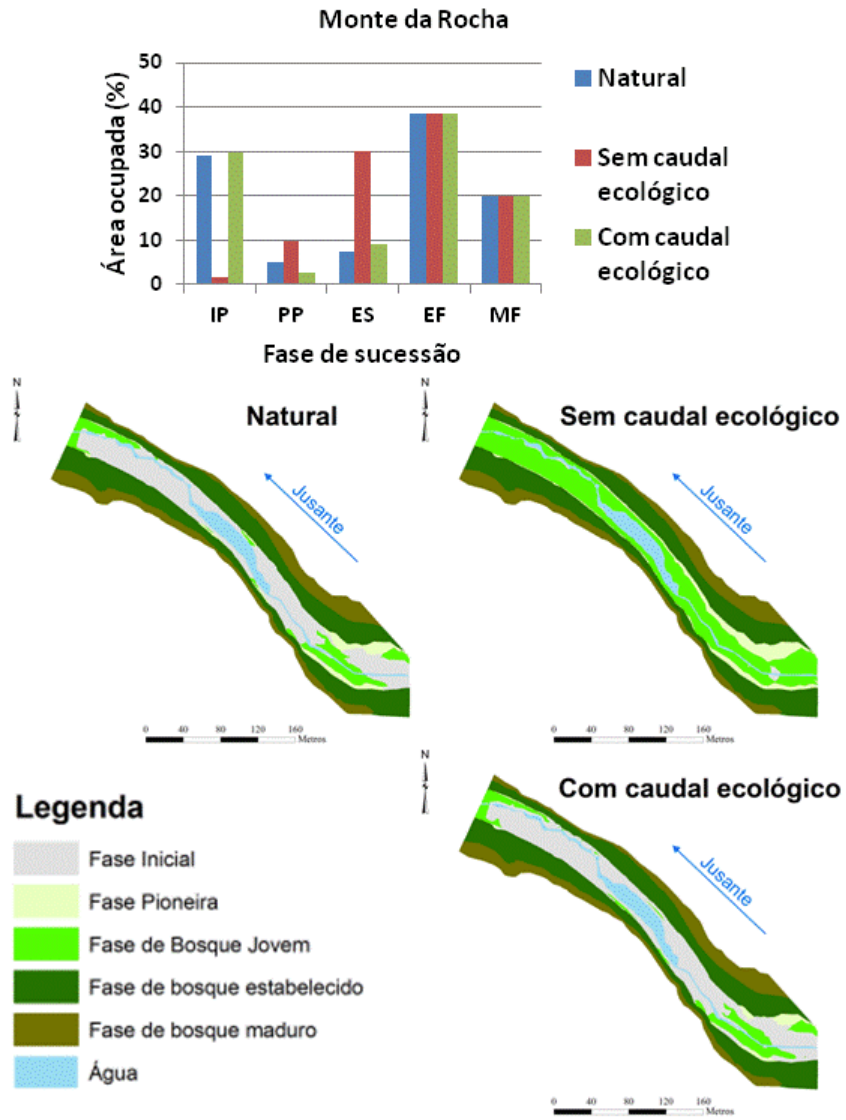 Monte da Rocha
Área ocupada (%)
50
40
30
20
10
0
IP PP ES EF MF
Fase de sucessão
Natural
Sem caudal
ecológico
Com caudal
ecológico
N
Natural
Jusante
0 40 80 120 160
Metros
N
Sem caudal ecológico
Jusante
0 40 80 120 160
Metros
Legenda
Fase Inicial
Fase Pioneira
Fase de Bosque Jovem
Fase de bosque estabelecido
Fase de bosque maduro
Água
N
Com caudal ecológico
Jusante
0 40 80 120 160
Metros